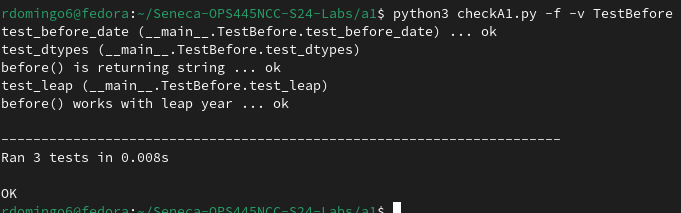 rdomingo6@fedora:~/Seneca-OPS445NCC-S24-Labs/a1$ python3 checkA1.py -f -v TestBefore
test_before_date (__main__.TestBefore.test_before_date) ... ok
test_dtypes (__main__.TestBefore.test_dtypes)
before() is returning string ... ok
test_leap (__main__.TestBefore.test_leap)
before() works with leap year ... ok
----------------------------------------------------------------------
Ran 3 tests in 0.008s
OK
rdomingo6@fedora:~/Seneca-OPS445NCC-S24-Labs/a1$